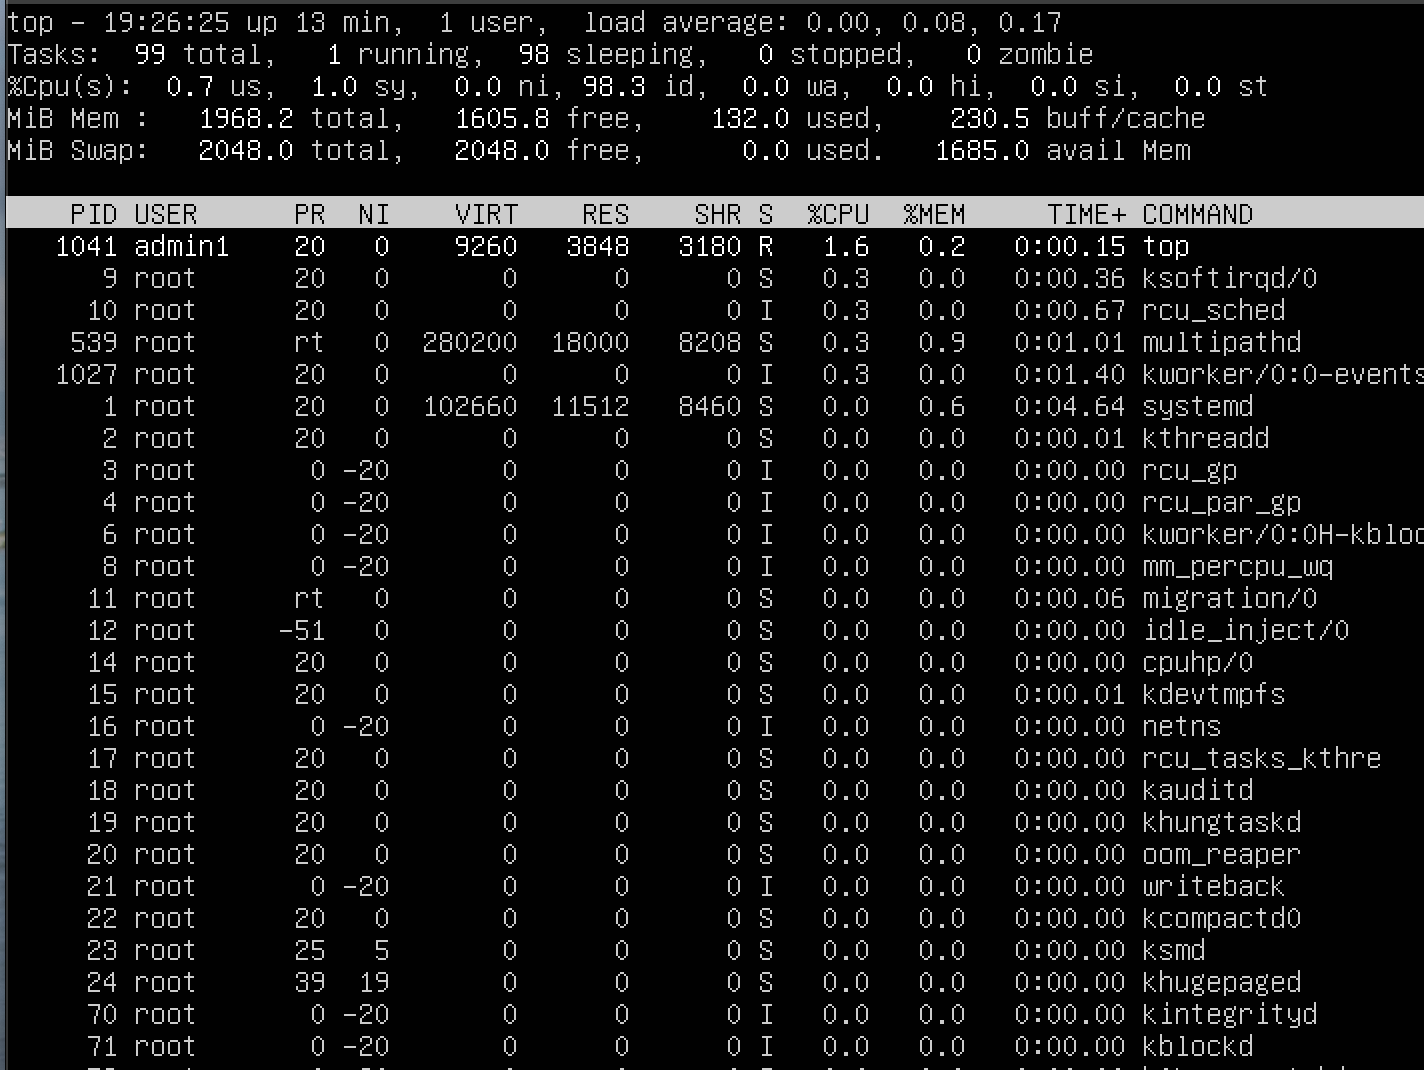 top - 19:26:25 up 13 min,  1 user,  load average: 0.00, 0.08, 0.17
Tasks:  99 total,   1 running,  98 sleeping,   0 stopped,   0 zombie
%Cpu(s):  0.7 us,  1.0 sy,  0.0 ni, 98.3 id,  0.0 wa,  0.0 hi,  0.0 si,  0.0 st
MiB Mem :   1968.2 total,   1605.8 free,    132.0 used,    230.5 buff/cache
MiB Swap:   2048.0 total,   2048.0 free,      0.0 used.   1685.0 avail Mem
PID USER      PR  NI    VIRT    RES    SHR S  %CPU  %MEM     TIME+ COMMAND
1041 admin1    20   0    9260   3848   3180 R   1.6   0.2   0:00.15 top
9 root      20   0       0      0      0 S   0.3   0.0   0:00.36 ksoftirqd/0
10 root      20   0       0      0      0 I   0.3   0.0   0:00.67 rcu_sched
539 root      rt   0  280200  18000   8208 S   0.3   0.9   0:01.01 multipathd
1027 root      20   0       0      0      0 I   0.3   0.0   0:01.40 kworker/0:0-events
1 root      20   0  102660  11512   8460 S   0.0   0.6   0:04.64 systemd
2 root      20   0       0      0      0 S   0.0   0.0   0:00.01 kthreadd
3 root       0 -20       0      0      0 I   0.0   0.0   0:00.00 rcu_gp
4 root       0 -20       0      0      0 I   0.0   0.0   0:00.00 rcu_par_gp
6 root       0 -20       0      0      0 I   0.0   0.0   0:00.00 kworker/0:0H-kbloc
8 root       0 -20       0      0      0 I   0.0   0.0   0:00.00 mm_percpu_wq
11 root      rt   0       0      0      0 S   0.0   0.0   0:00.06 migration/0
12 root     -51   0       0      0      0 S   0.0   0.0   0:00.00 idle_inject/0
14 root      20   0       0      0      0 S   0.0   0.0   0:00.00 cpuhp/0
15 root      20   0       0      0      0 S   0.0   0.0   0:00.01 kdevtmpfs
16 root       0 -20       0      0      0 I   0.0   0.0   0:00.00 netns
17 root      20   0       0      0      0 S   0.0   0.0   0:00.00 rcu_tasks_kthre
18 root      20   0       0      0      0 S   0.0   0.0   0:00.00 kauditd
19 root      20   0       0      0      0 S   0.0   0.0   0:00.00 khungtaskd
20 root      20   0       0      0      0 S   0.0   0.0   0:00.00 oom_reaper
21 root       0 -20       0      0      0 I   0.0   0.0   0:00.00 writeback
22 root      20   0       0      0      0 S   0.0   0.0   0:00.00 kcompactd0
23 root      25   5       0      0      0 S   0.0   0.0   0:00.00 ksmd
24 root      39  19       0      0      0 S   0.0   0.0   0:00.00 khugepaged
70 root       0 -20       0      0      0 I   0.0   0.0   0:00.00 kintegrityd
71 root       0 -20       0      0      0 I   0.0   0.0   0:00.00 kblockd